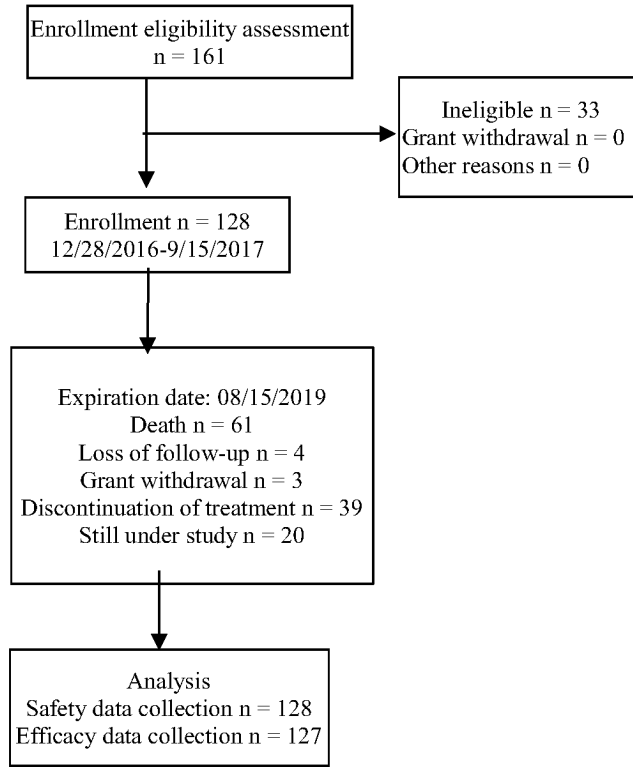 Enrollment eligibility assessment
n = 161
Ineligible n = 33
Grant withdrawal n = 0
Other reasons n = 0
Enrollment n = 128
12/28/2016-9/15/2017
Expiration date: 08/15/2019
Death n = 61
Loss of follow-up n = 4
Grant withdrawal n = 3
Discontinuation of treatment n = 39
Still under study n = 20
Analysis
Safety data collection n = 128
Efficacy data collection n = 127